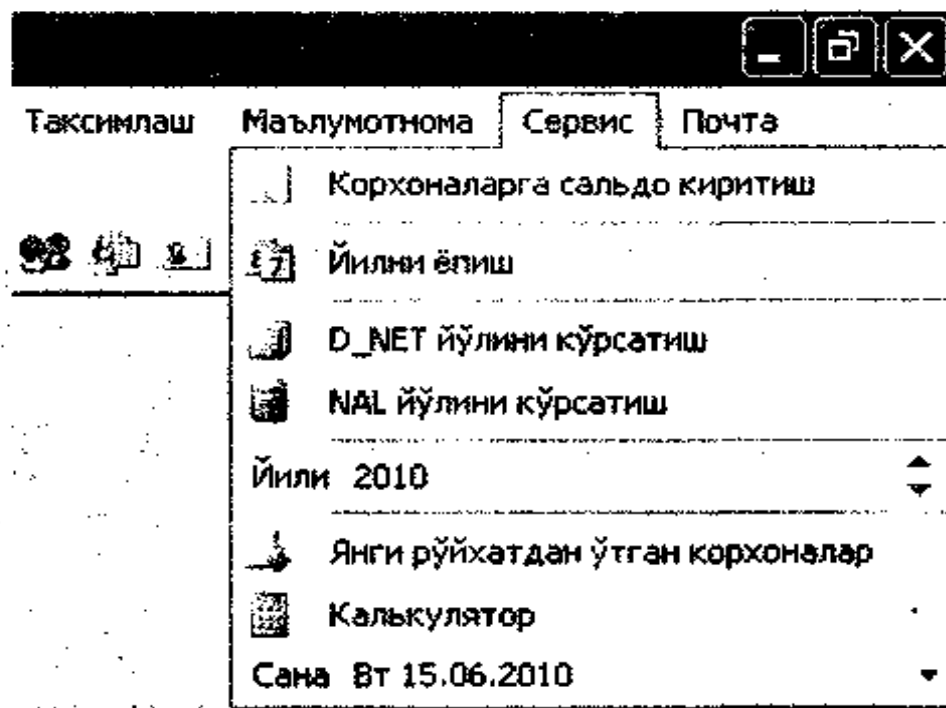 Таксимлаш Маълумотнома Сервис Почта
Корхоналарга сальдо киритиш
Йилни ёпиш
D_NET йўлини кўрсатиш
NAL йўлини кўрсатиш
Йили 2010
Янги рўйхатдан ўтган корхоналар
Калькулятор
Сана Вт 15.06.2010